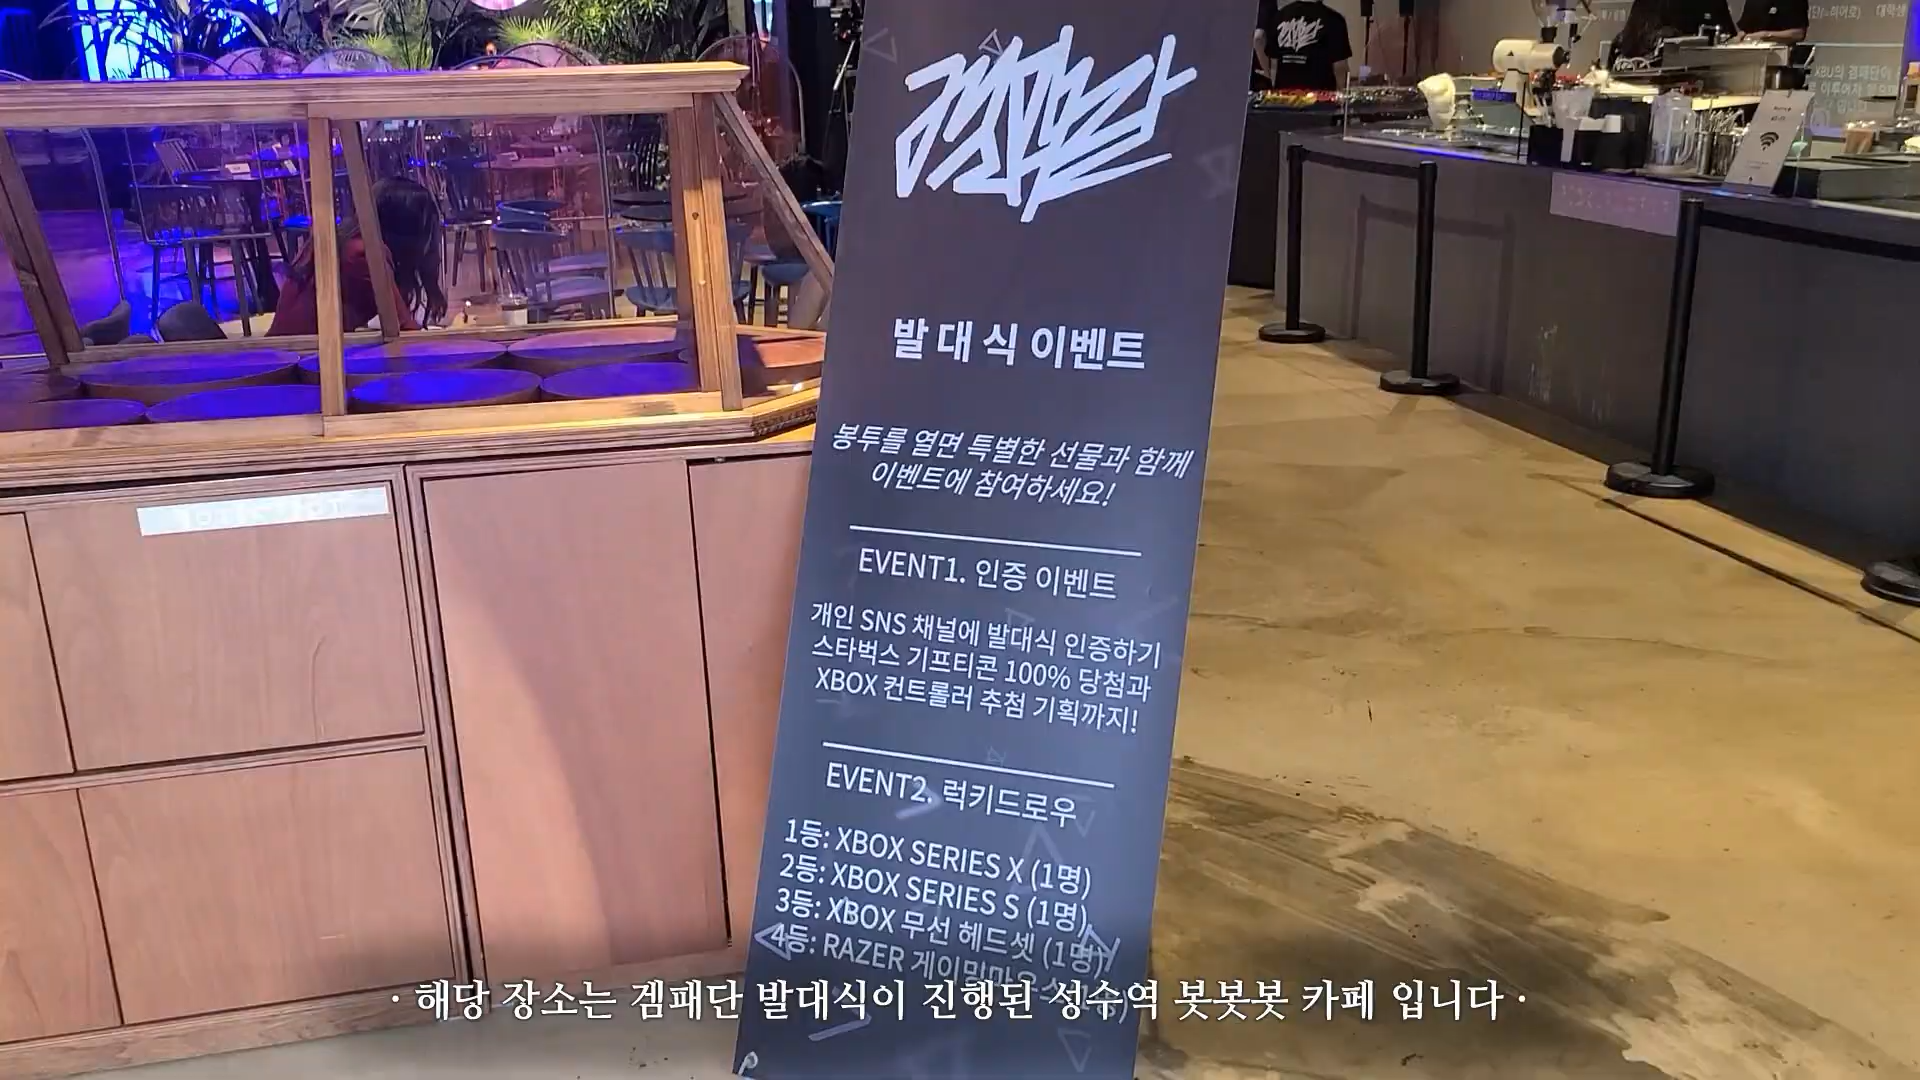 겜패단
발대식 이벤트
봉투를 열면 특별한 선물과 함께
이벤트에 참여하세요!
EVENT1. 인증 이벤트
개인 SNS 채널에 발대식 인증하기
스타벅스 기프티콘 100% 당첨과
XBOX 컨트롤러 추첨 기획까지!
EVENT2. 럭키드로우
1등: XBOX SERIES X (1명)
2등: XBOX SERIES S (1명)
3등: XBOX 무선 헤드셋 (1명)
4등: RAZER 게이밍마우스
· 해당 장소는 겜패단 발대식이 진행된 성수역 봇봇봇 카페 입니다 ·